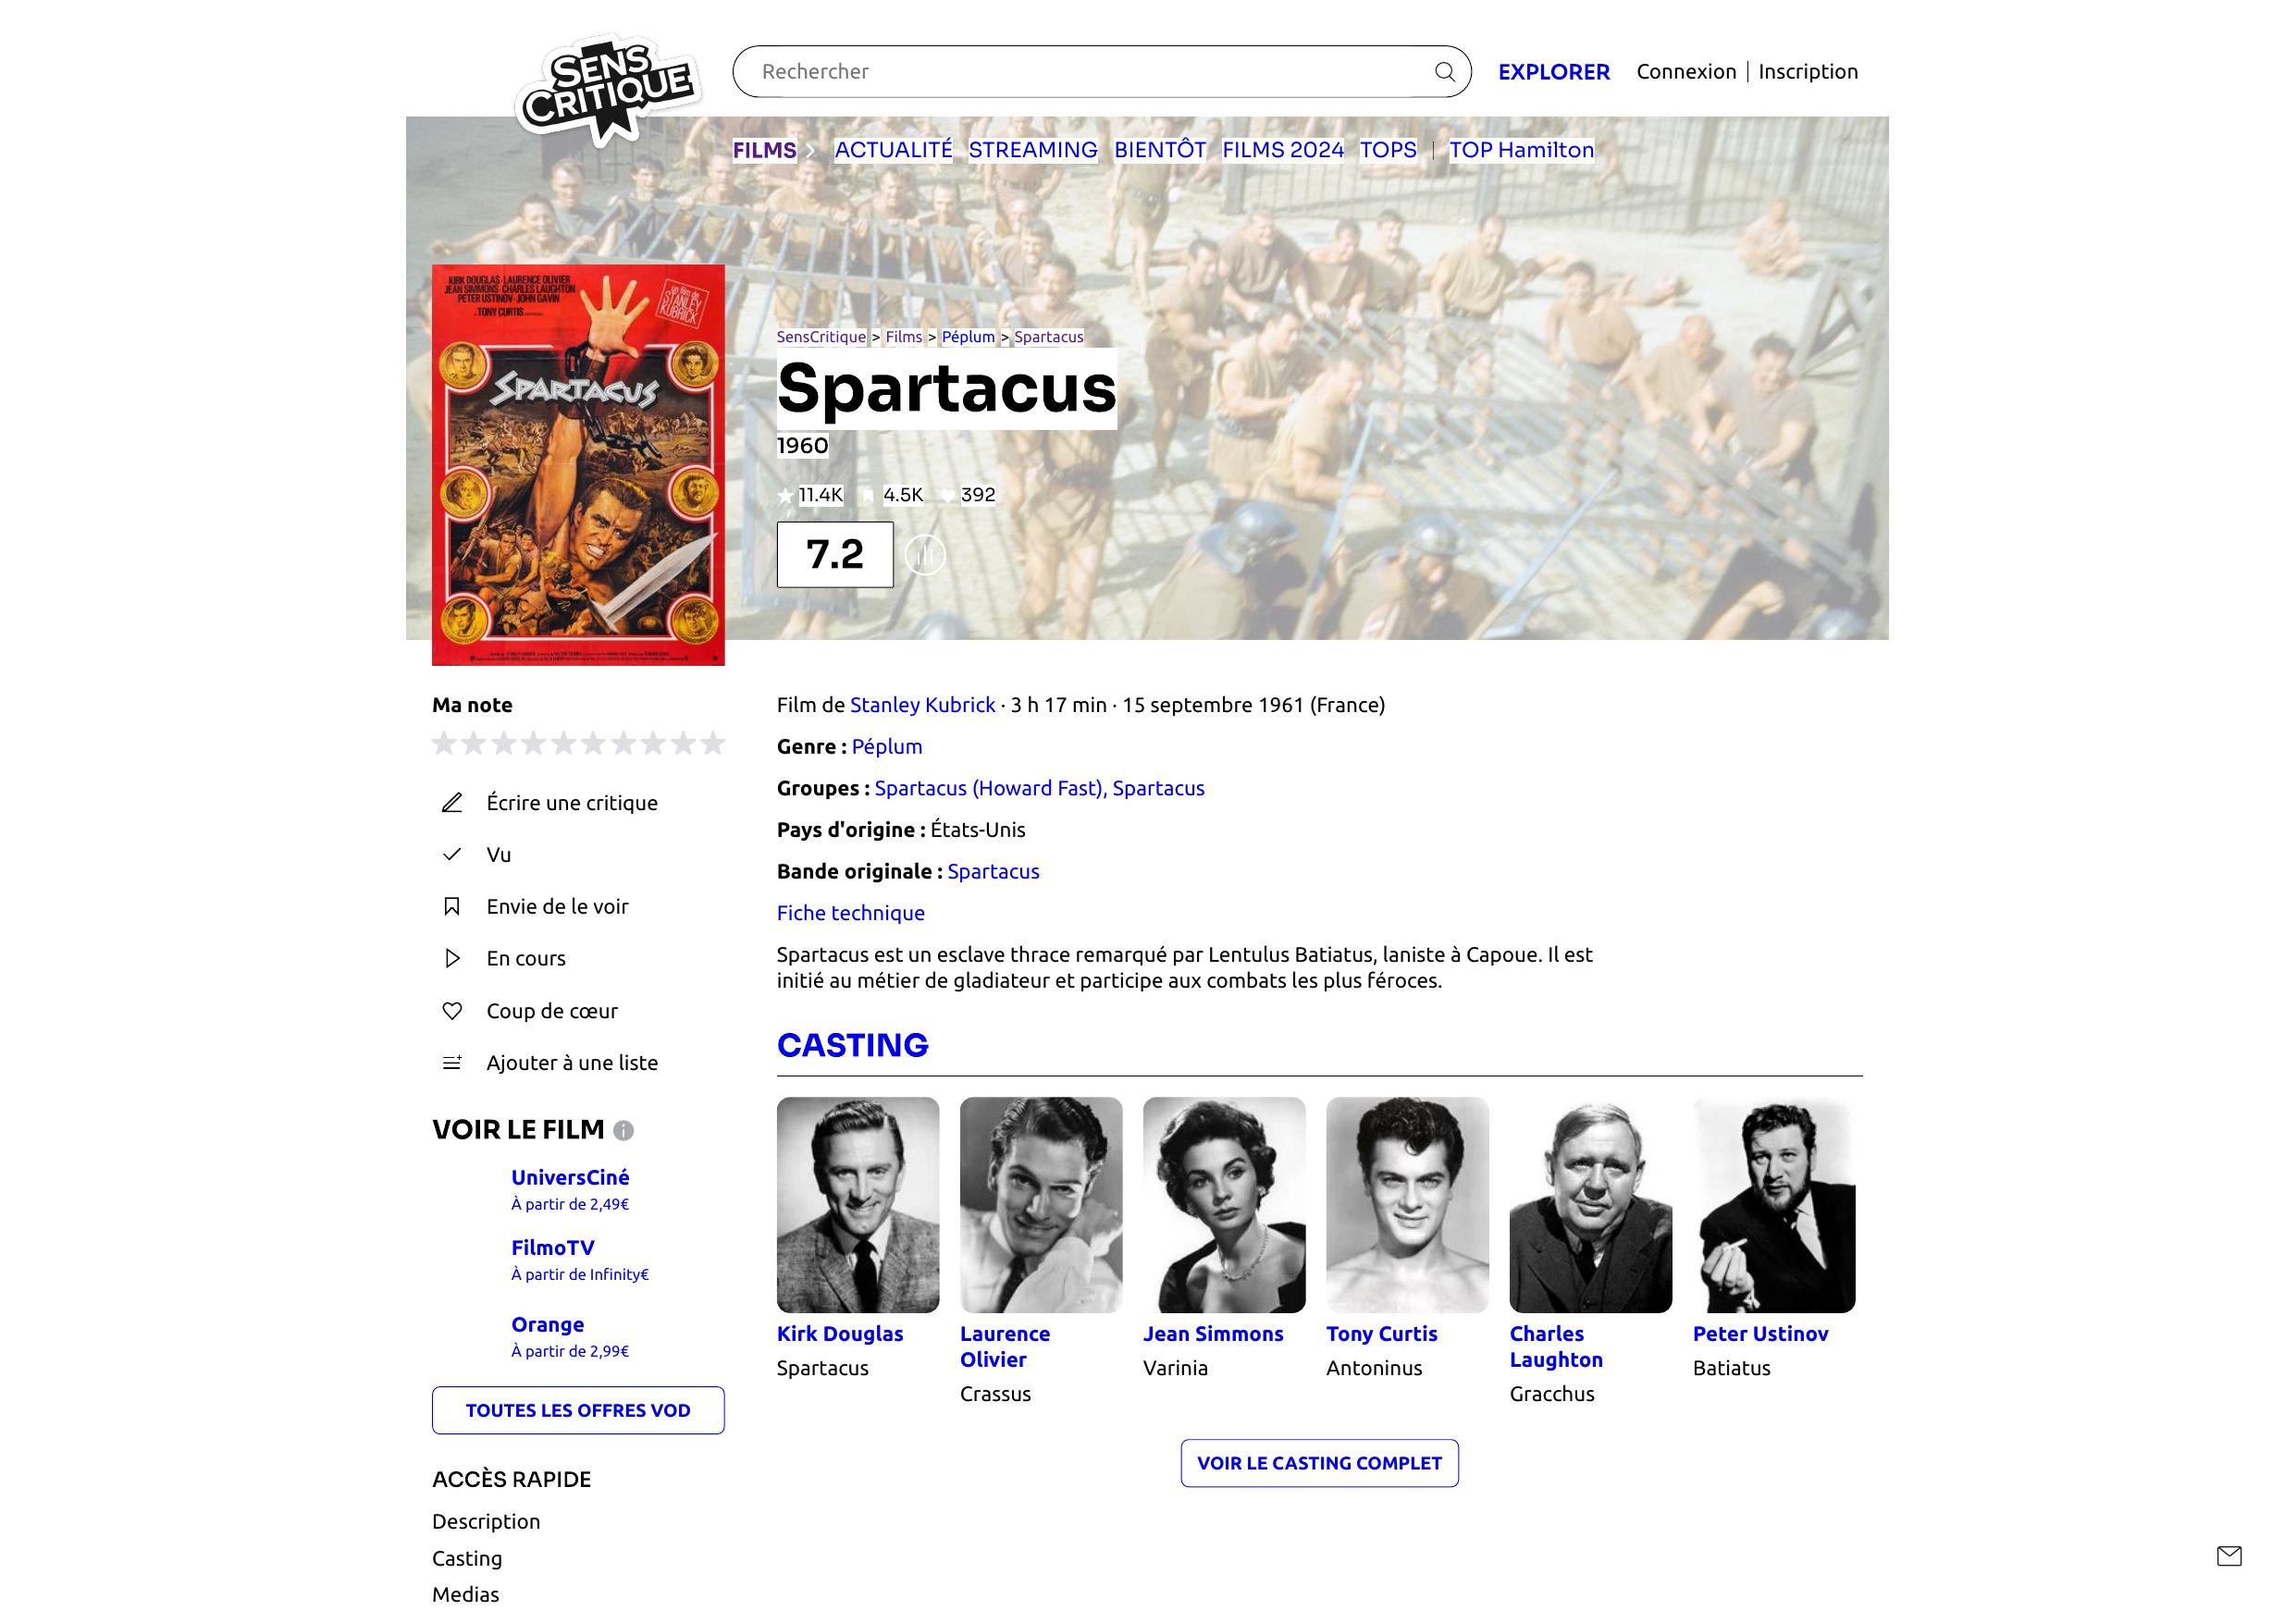 SENS
CRITIQUE
Rechercher
EXPLORER
Connexion | Inscription
FILMS
ACTUALITÉ STREAMING BIENTÔT FILMS 2024 TOPS | TOP Hamilton
KIRK DOUGLAS · LAURENCE OLIVIER
JEAN SIMMONS · CHARLES LAUGHTON
PETER USTINOV · JOHN GAVIN
TONY CURTIS
un film de
STANLEY
KUBRICK
SPARTACUS
SensCritique > Films > Péplum > Spartacus
Spartacus
1960
11.4K 4.5K 392
7.2
Ma note
Écrire une critique
Vu
Envie de le voir
En cours
Coup de cœur
Ajouter à une liste
VOIR LE FILM
UniversCiné
À partir de 2,49€
FilmoTV
À partir de Infinity€
Orange
À partir de 2,99€
TOUTES LES OFFRES VOD
ACCÈS RAPIDE
Description
Casting
Medias
Film de Stanley Kubrick · 3 h 17 min · 15 septembre 1961 (France)
Genre : Péplum
Groupes : Spartacus (Howard Fast), Spartacus
Pays d'origine : États-Unis
Bande originale : Spartacus
Fiche technique
Spartacus est un esclave thrace remarqué par Lentulus Batiatus, laniste à Capoue. Il est
initié au métier de gladiateur et participe aux combats les plus féroces.
CASTING
Kirk Douglas
Spartacus
Laurence
Olivier
Crassus
Jean Simmons
Varinia
Tony Curtis
Antoninus
Charles
Laughton
Gracchus
Peter Ustinov
Batiatus
VOIR LE CASTING COMPLET